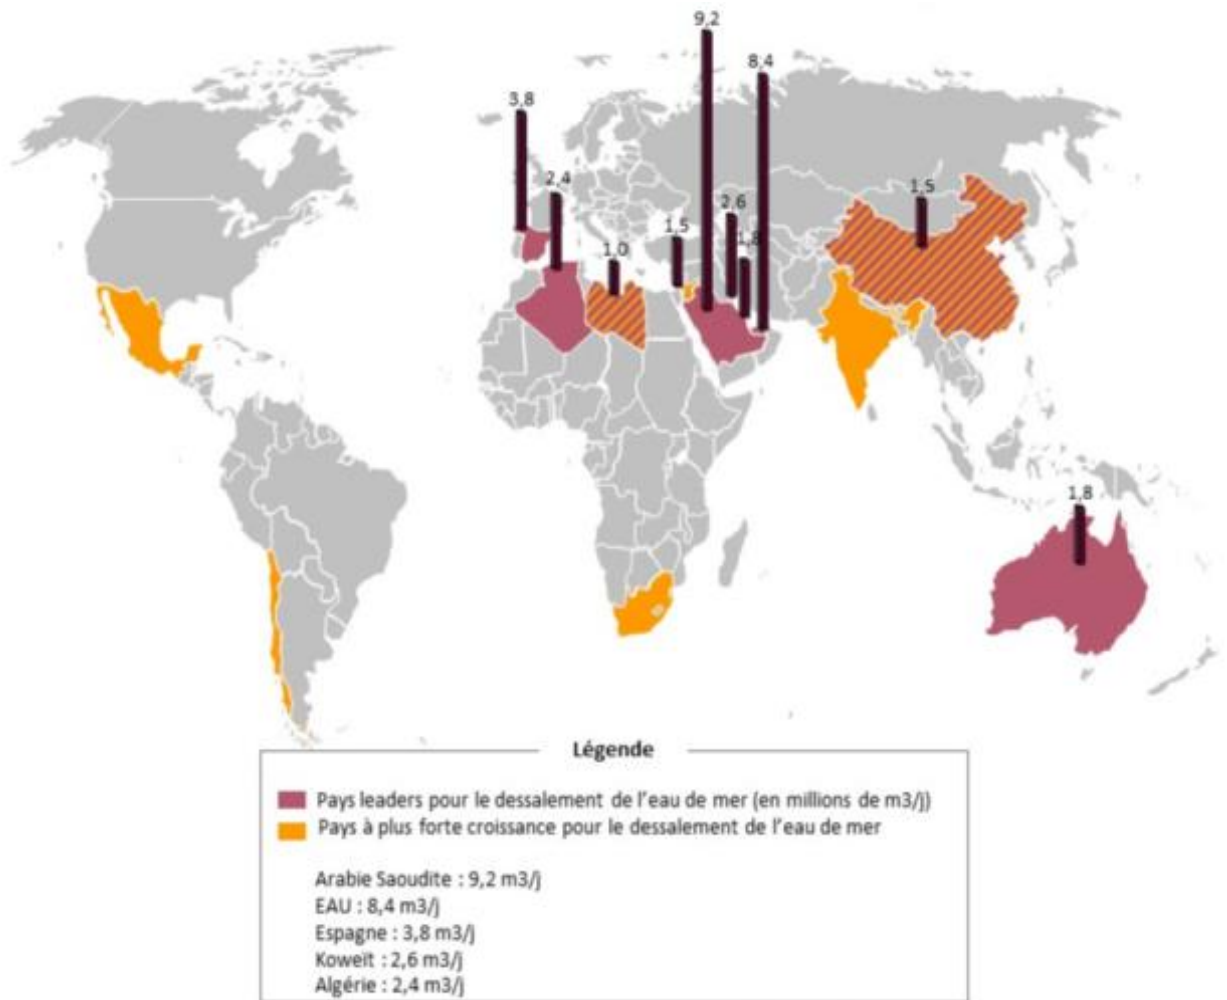 9,2
8,4
3,8
2,4
1,5
2,6
1,5
1,8
1,0
1,8
Légende
Pays leaders pour le dessalement de l'eau de mer (en millions de m3/j)
Pays à plus forte croissance pour le dessalement de l'eau de mer
Arabie Saoudite : 9,2 m3/j
EAU : 8,4 m3/j
Espagne : 3,8 m3/j
Koweït : 2,6 m3/j
Algérie : 2,4 m3/j